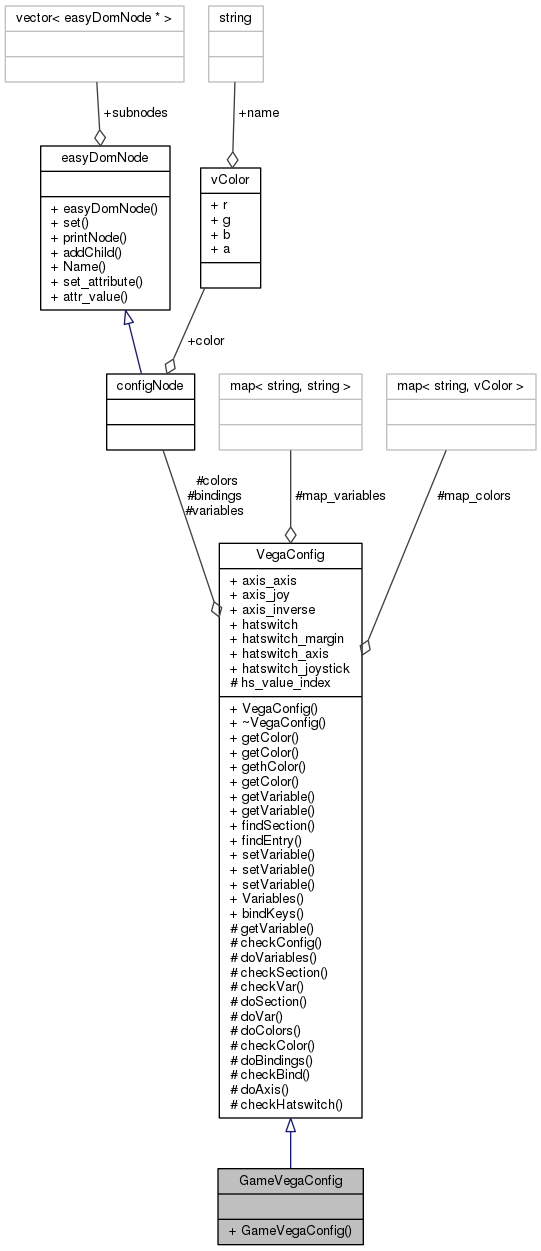 vector< easyDomNode * >
string
+subnodes
+name
easyDomNode
+ easyDomNode()
+ set()
+ printNode()
+ addChild()
+ Name()
+ set_attribute()
+ attr_value()
vColor
+ r
+ g
+ b
+ a
+color
configNode
map< string, string >
map< string, vColor >
#colors
#bindings
#variables
#map_variables
#map_colors
VegaConfig
+ axis_axis
+ axis_joy
+ axis_inverse
+ hatswitch
+ hatswitch_margin
+ hatswitch_axis
+ hatswitch_joystick
# hs_value_index
+ VegaConfig()
+ ~VegaConfig()
+ getColor()
+ getColor()
+ gethColor()
+ getColor()
+ getVariable()
+ getVariable()
+ findSection()
+ findEntry()
+ setVariable()
+ setVariable()
+ setVariable()
+ Variables()
+ bindKeys()
# getVariable()
# checkConfig()
# doVariables()
# checkSection()
# checkVar()
# doSection()
# doVar()
# doColors()
# checkColor()
# doBindings()
# checkBind()
# doAxis()
# checkHatswitch()
GameVegaConfig
+ GameVegaConfig()